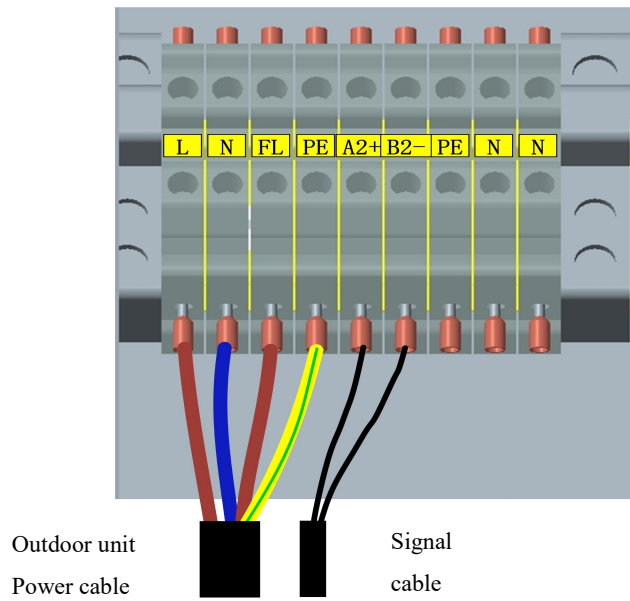 L N FL PE A2+ B2− PE N N
Outdoor unit
Power cable
Signal
cable